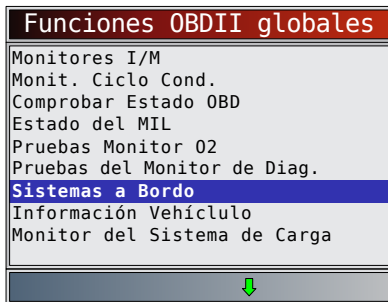 Funciones OBDII globales
Monitores I/M
Monit. Ciclo Cond.
Comprobar Estado OBD
Estado del MIL
Pruebas Monitor O2
Pruebas del Monitor de Diag.
Sistemas a Bordo
Información Vehíclulo
Monitor del Sistema de Carga